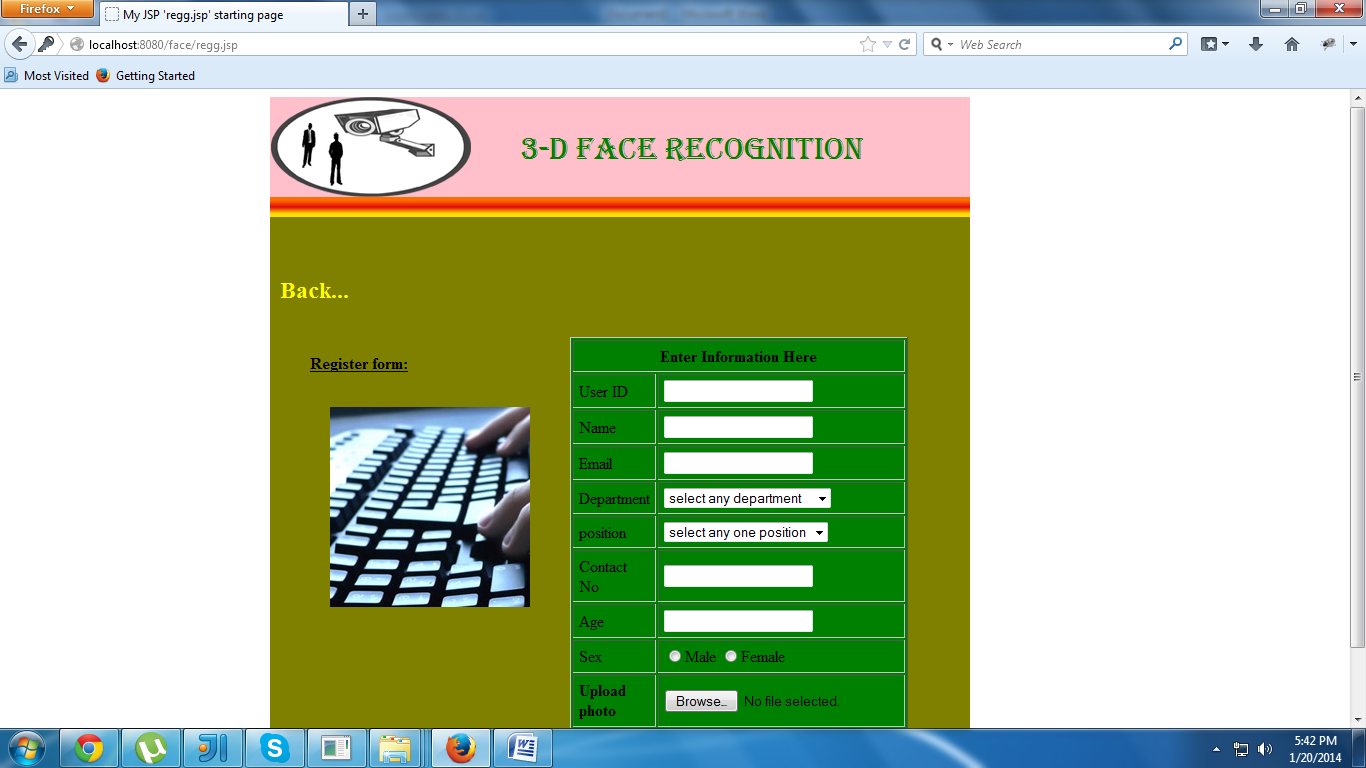 Firefox
My JSP 'regg.jsp' starting page
localhost:8080/face/regg.jsp
Web Search
Most Visited
Getting Started
3-D FACE RECOGNITION
Back...
Register form:
Enter Information Here
User ID
Name
Email
Department
select any department
position
select any one position
Contact
No
Age
Sex
Male
Female
Upload
photo
Browse...
No file selected.
5:42 PM
1/20/2014